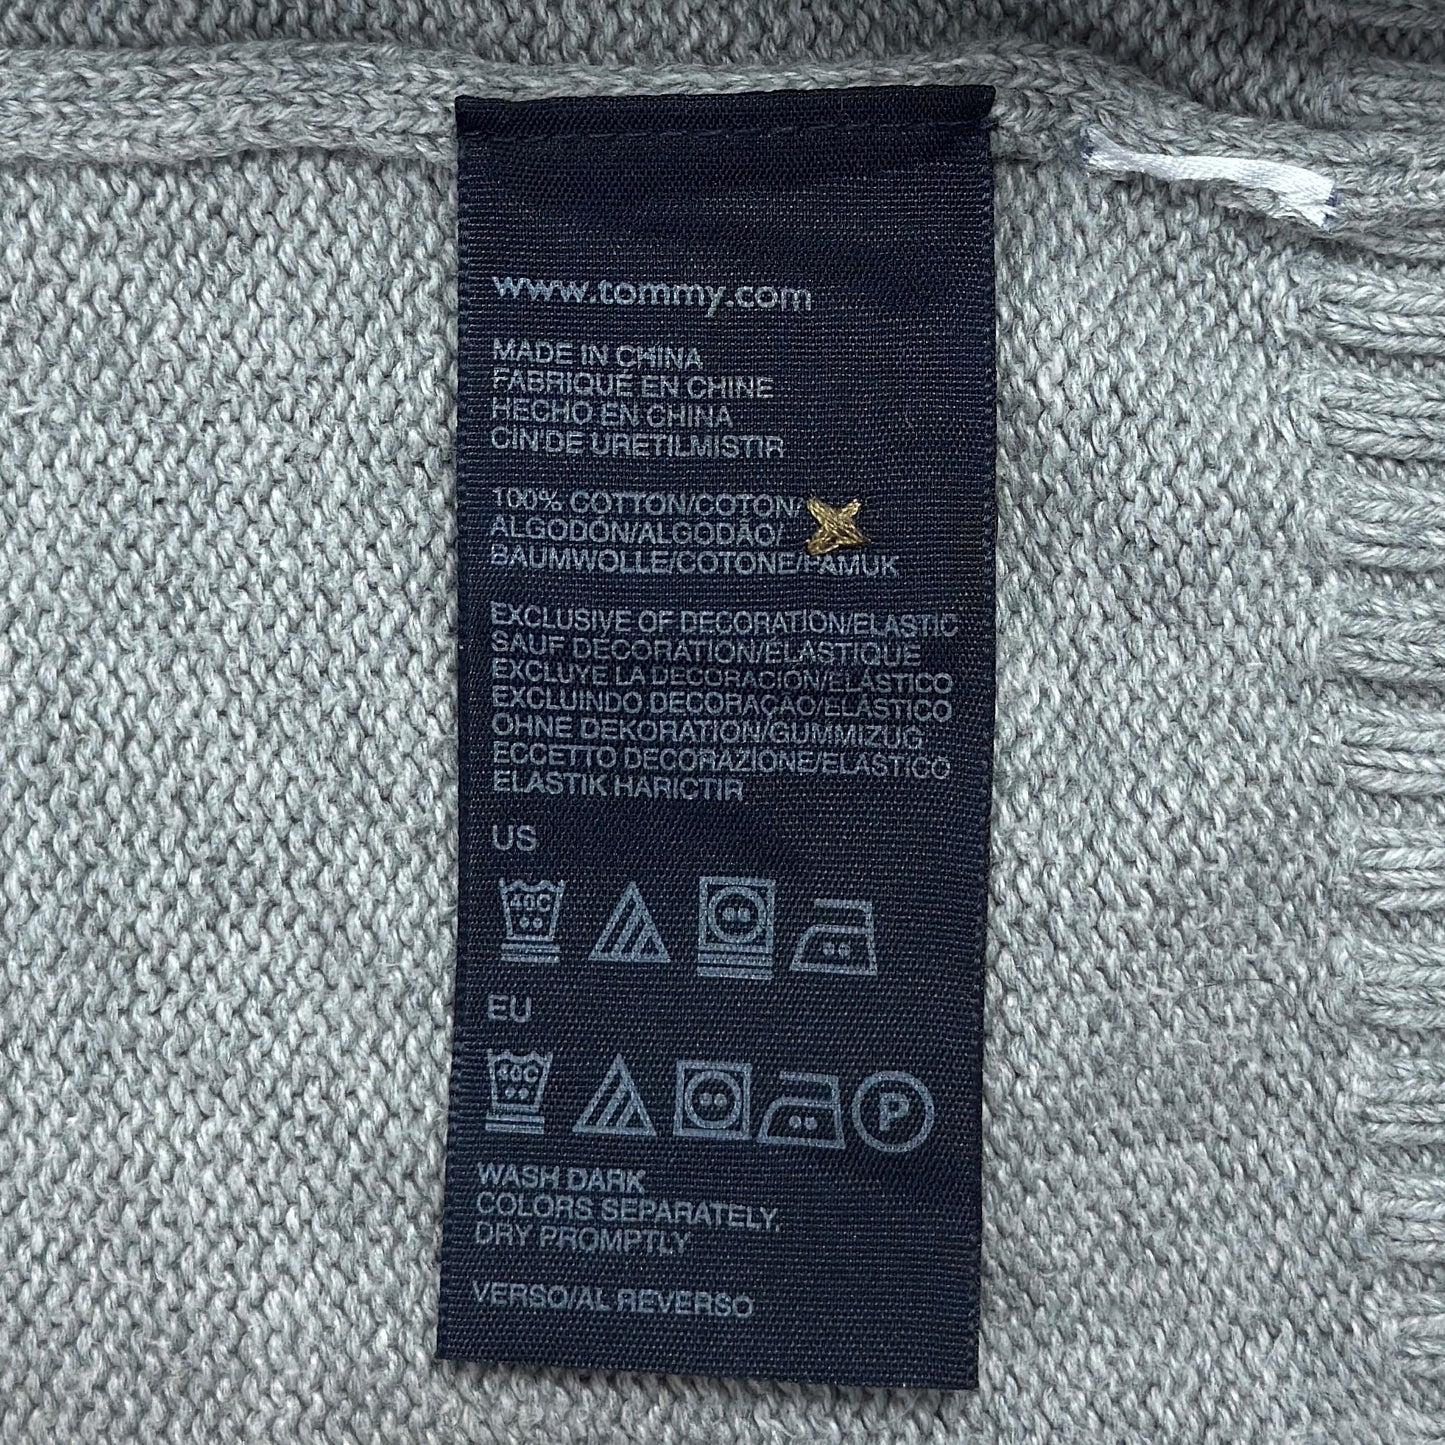 www.tommy.com
MADE IN CHINA
FABRIQUÉ EN CHINE
HECHO EN CHINA
CIN DE URETILMISTIR
100% COTTON/COTON/
ALGODÓN/ALGODÃO/
BAUMWOLLE/COTONE/PAMUK
EXCLUSIVE OF DECORATION/ELASTIC
SAUF DECORATION/ELASTIQUE
EXCLUYE LA DECORACIÓN/ELÁSTICO
EXCLUINDO DECORAÇÃO/ELÁSTICO
OHNE DEKORATION/GUMMIZUG
ECCETTO DECORAZIONE/ELASTICO
ELASTIK HARICTIR
US
40C
EU
40C
P
WASH DARK
COLORS SEPARATELY.
DRY PROMPTLY
VERSO/AL REVERSO